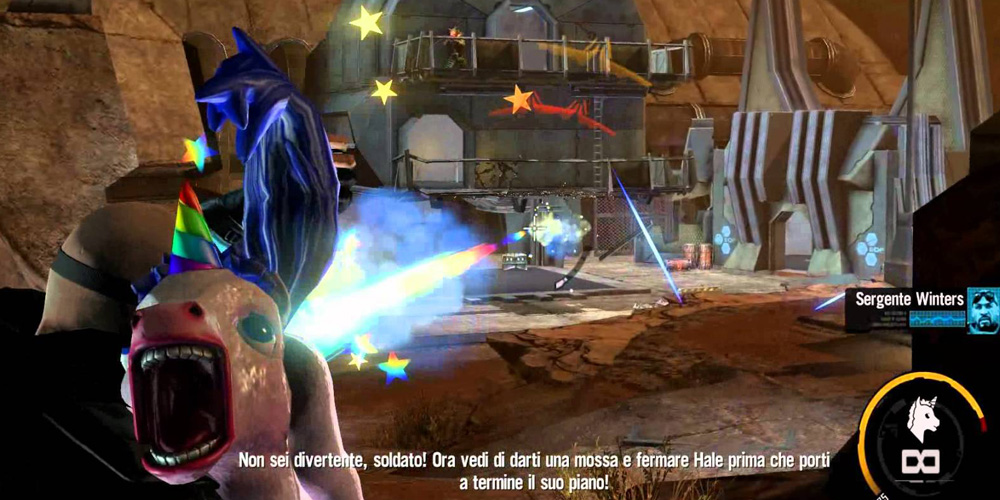 Sergente Winters
Non sei divertente, soldato! Ora vedi di darti una mossa e fermare Hale prima che porti
a termine il suo piano!